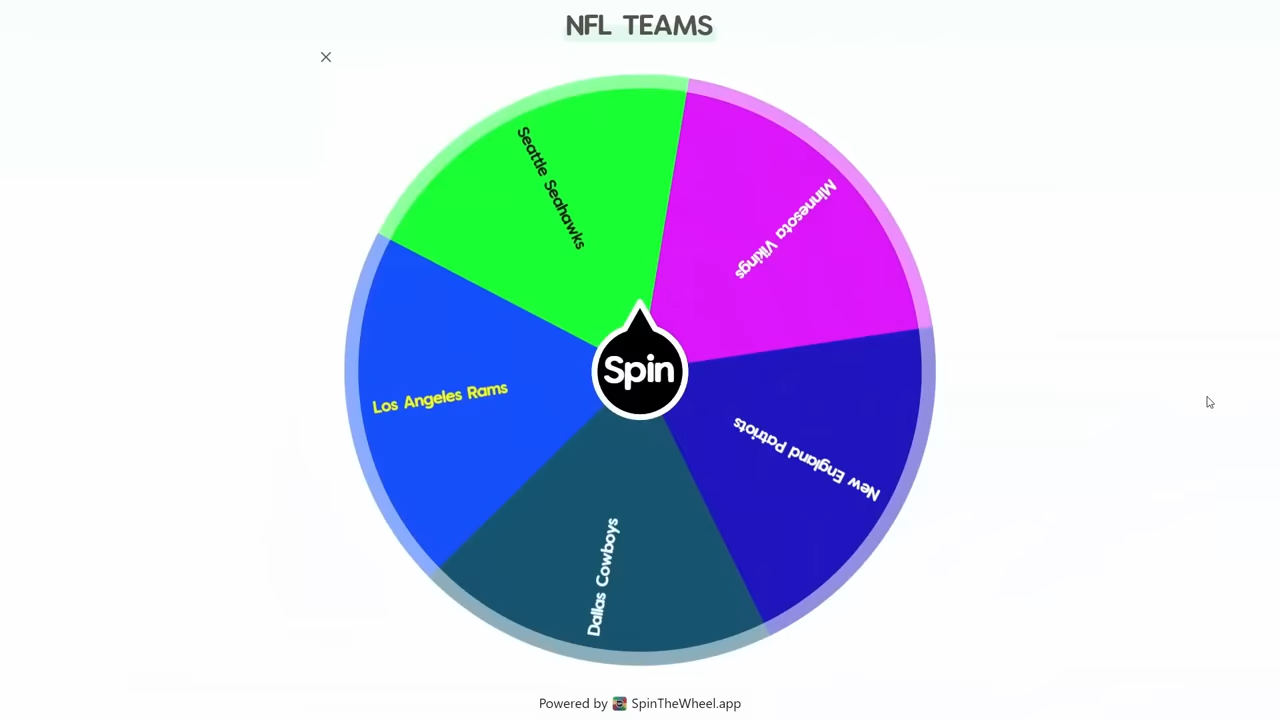 NFL TEAMS
Seattle Seahawks
Minnesota Vikings
Los Angeles Rams
Spin
New England Patriots
Dallas Cowboys
Powered by SpinTheWheel.app